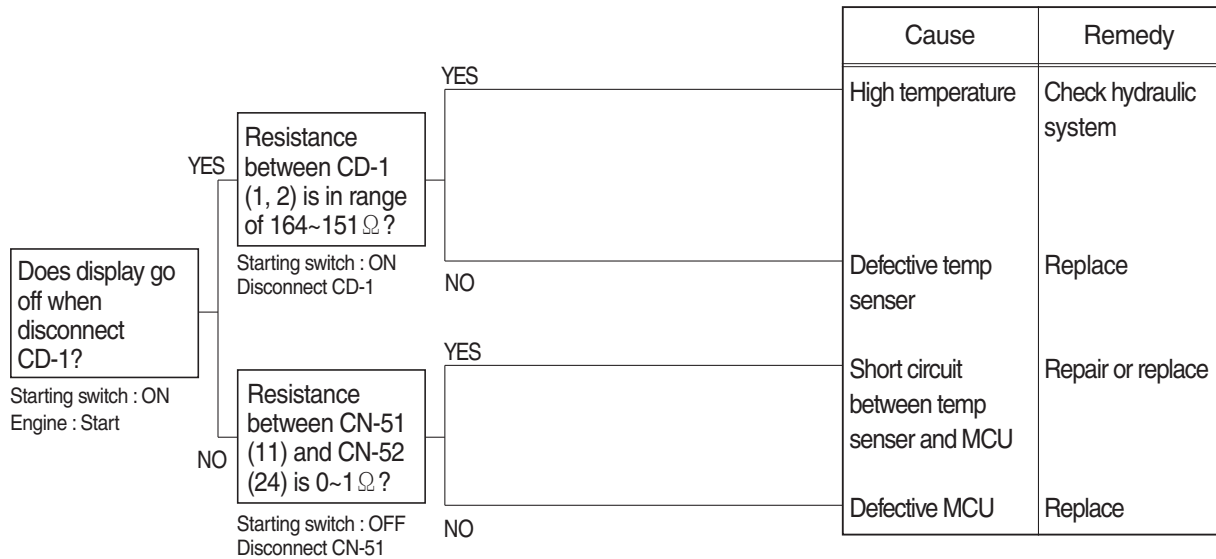 Cause
Remedy
YES
High temperature
Check hydraulic
system
Resistance
between CD-1
(1, 2) is in range
of 164~151Ω?
YES
Starting switch : ON
Disconnect CD-1
NO
Defective temp
senser
Replace
Does display go
off when
disconnect
CD-1?
Starting switch : ON
Engine : Start
YES
Short circuit
between temp
senser and MCU
Repair or replace
Resistance
between CN-51
(11) and CN-52
(24) is 0~1Ω?
NO
Starting switch : OFF
Disconnect CN-51
NO
Defective MCU
Replace